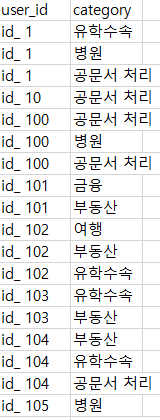 user_id category
id_ 1 유학수속
id_ 1 병원
id_ 1 공문서 처리
id_ 10 공문서 처리
id_ 100 공문서 처리
id_ 100 병원
id_ 100 공문서 처리
id_ 101 금융
id_ 101 부동산
id_ 102 여행
id_ 102 부동산
id_ 102 유학수속
id_ 103 유학수속
id_ 103 부동산
id_ 104 부동산
id_ 104 유학수속
id_ 104 공문서 처리
id_ 105 병원